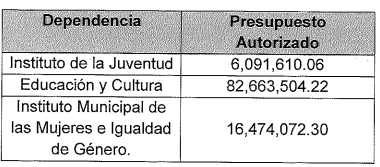 Dependencia Presupuesto
Autorizado
Instituto de la Juventud 6,091,610.06
Educación y Cultura 82,663,504.22
Instituto Municipal de
las Mujeres e Igualdad 16,474,072.30
de Género.